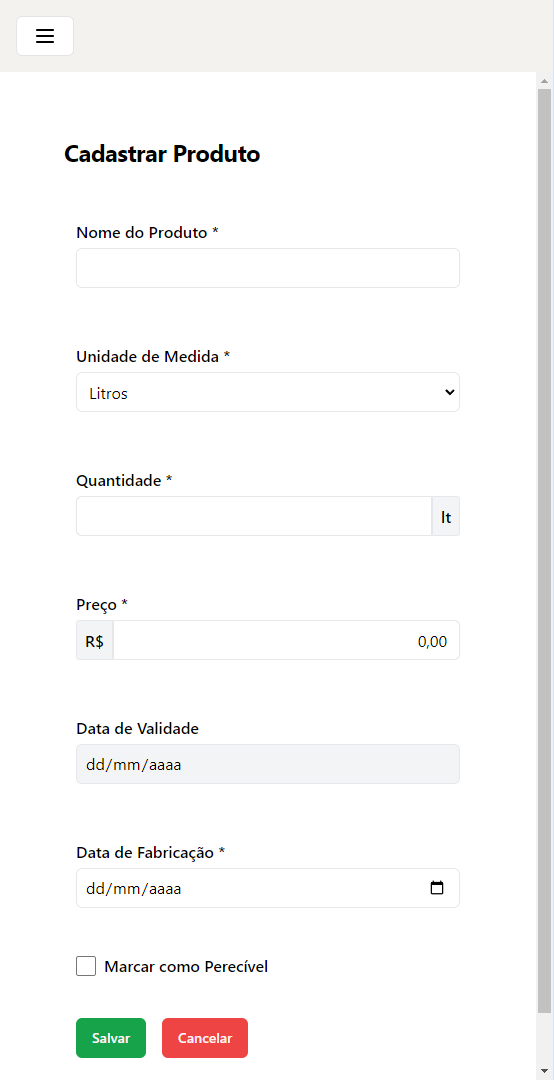 Cadastrar Produto
Nome do Produto *
Unidade de Medida *
Litros
Quantidade *
lt
Preço *
R$ 0,00
Data de Validade
dd/mm/aaaa
Data de Fabricação *
dd/mm/aaaa
Marcar como Perecível
Salvar Cancelar